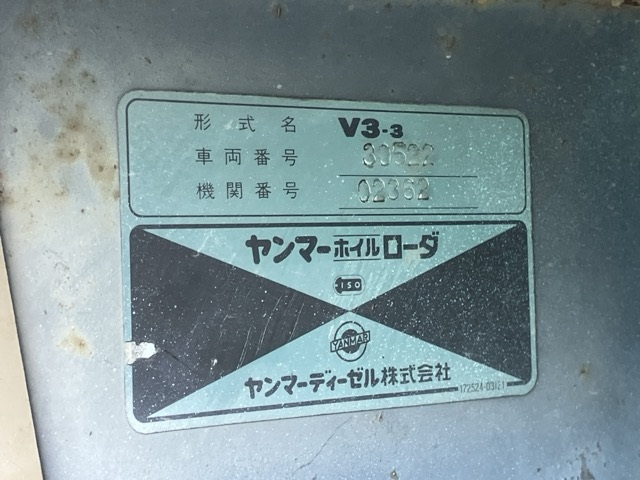 形式名 V3-3
車両番号 30522
機関番号 02362
ヤンマーホイルローダ
ISO
YANMAR
ヤンマーディーゼル株式会社
172524-03121